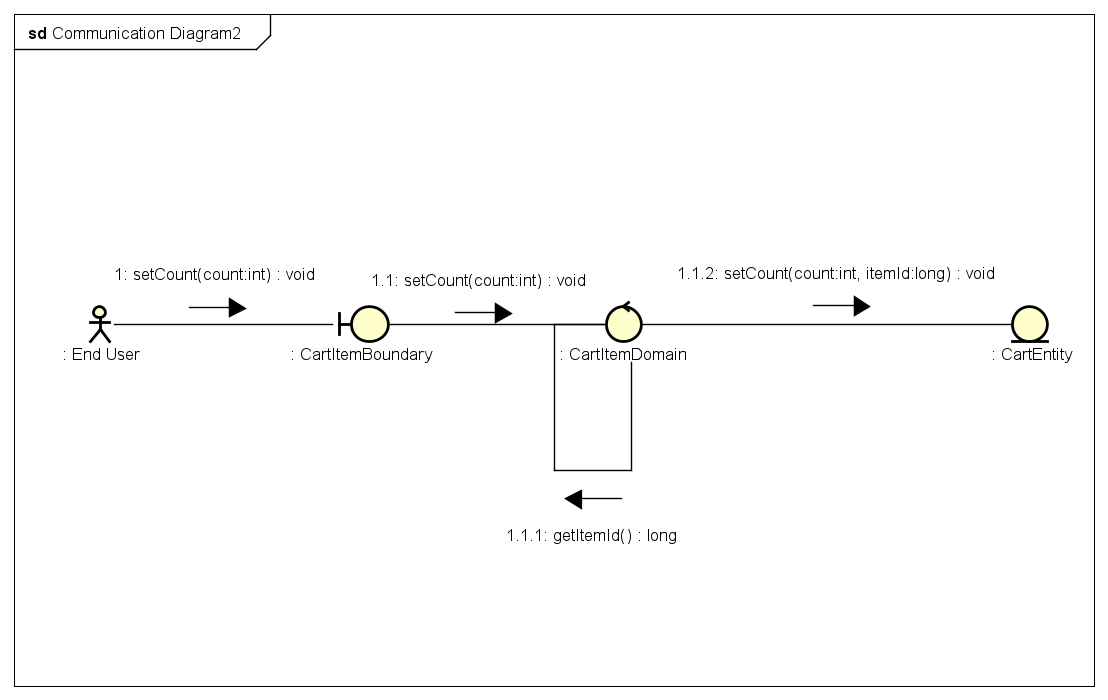 sd Communication Diagram2
1: setCount(count:int) : void
1.1: setCount(count:int) : void
1.1.2: setCount(count:int, itemId:long) : void
: End User
: CartItemBoundary
: CartItemDomain
: CartEntity
1.1.1: getItemId() : long